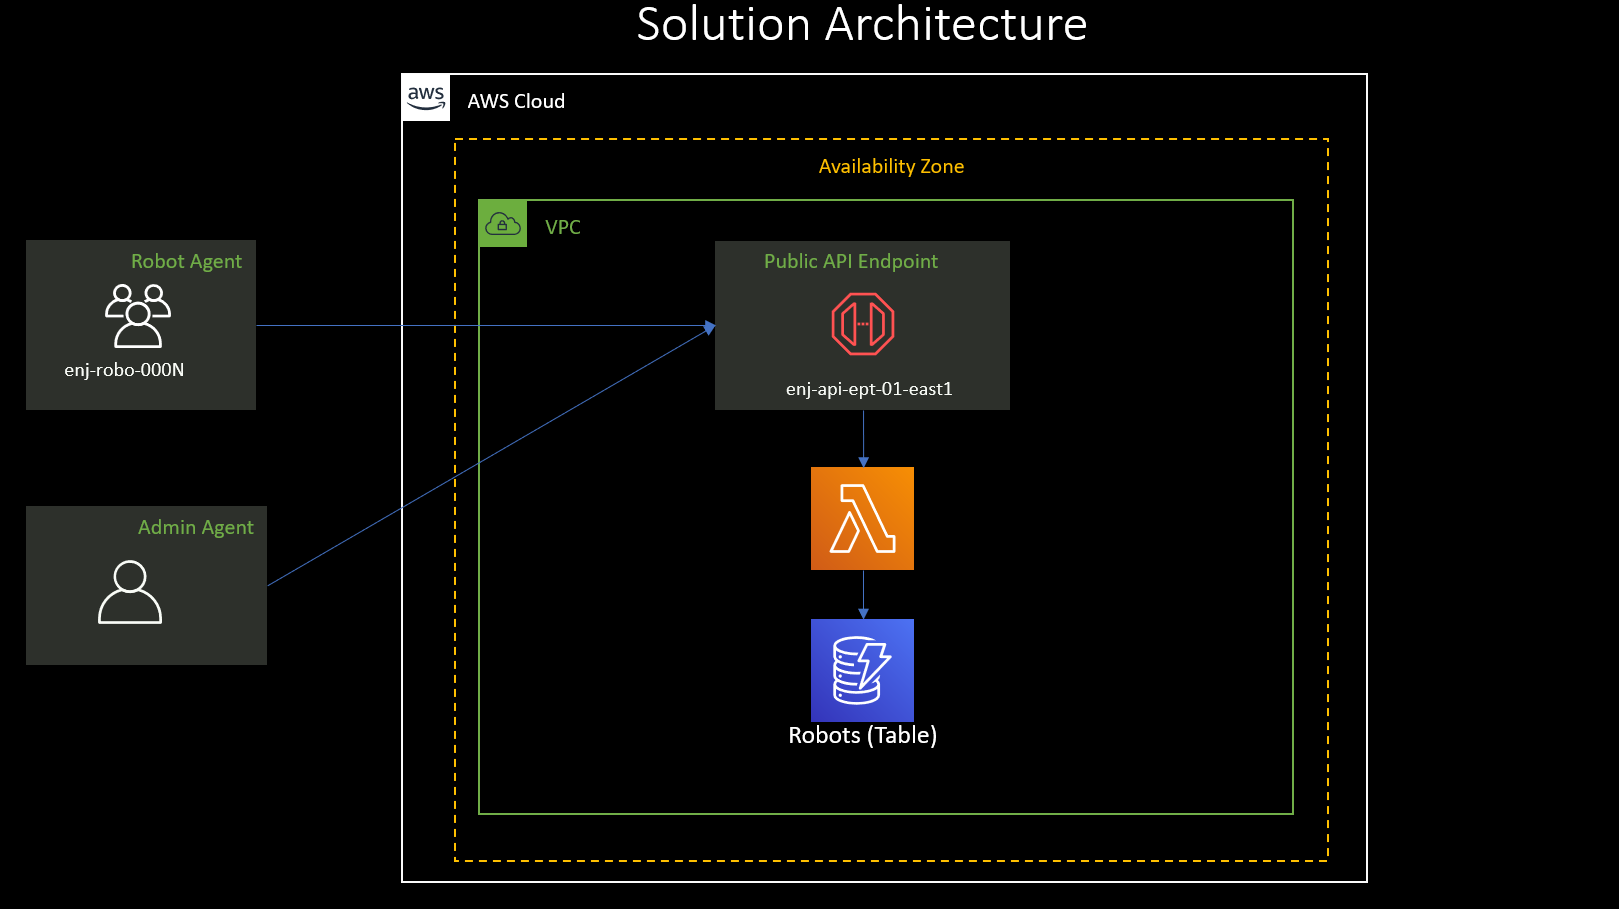 Solution Architecture
aws
AWS Cloud
Availability Zone
VPC
Robot Agent
enj-robo-000N
Public API Endpoint
enj-api-ept-01-east1
Admin Agent
Robots (Table)